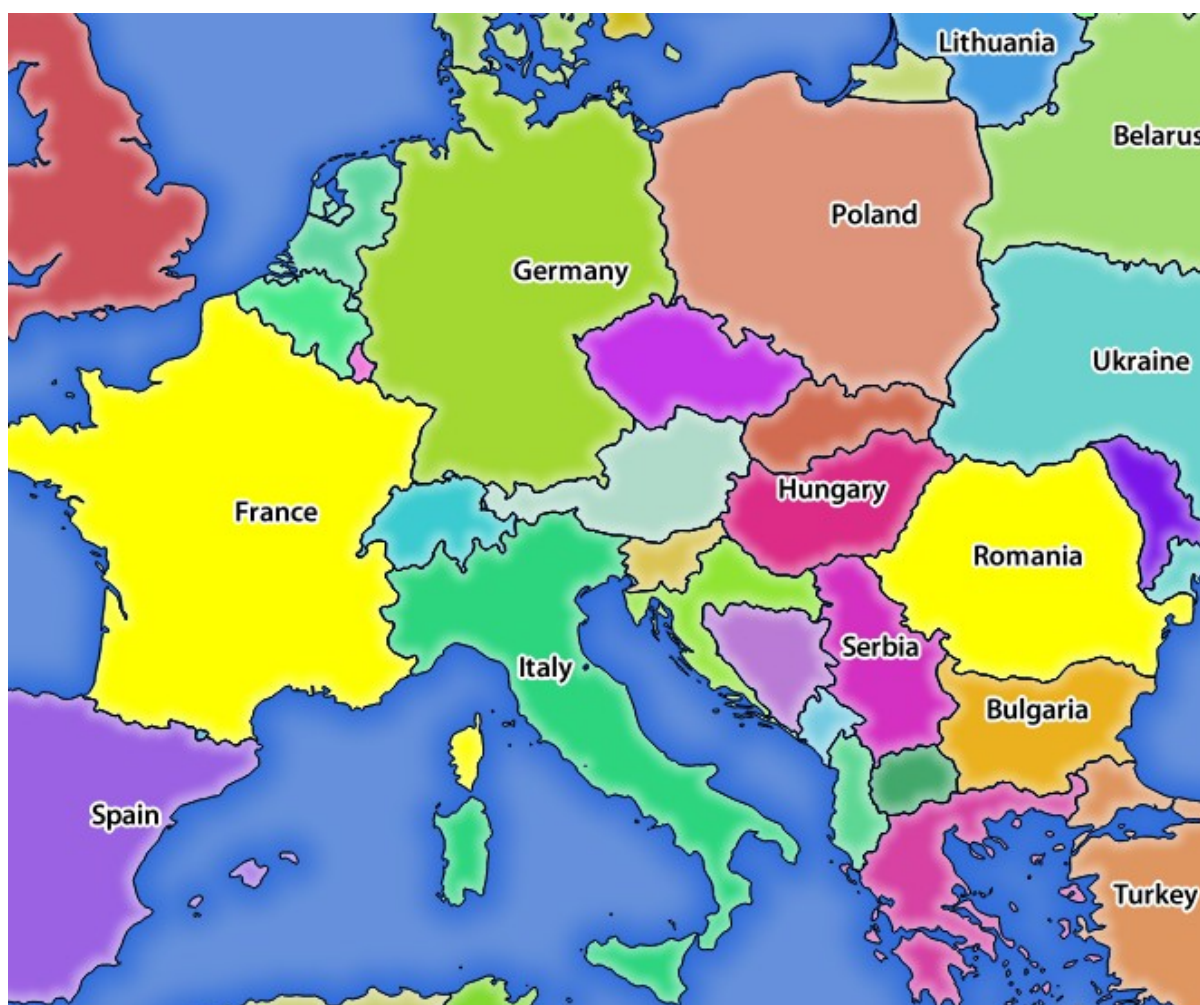 Lithuania
Belarus
Poland
Germany
Ukraine
Hungary
France
Romania
Serbia
Italy
Bulgaria
Spain
Turkey